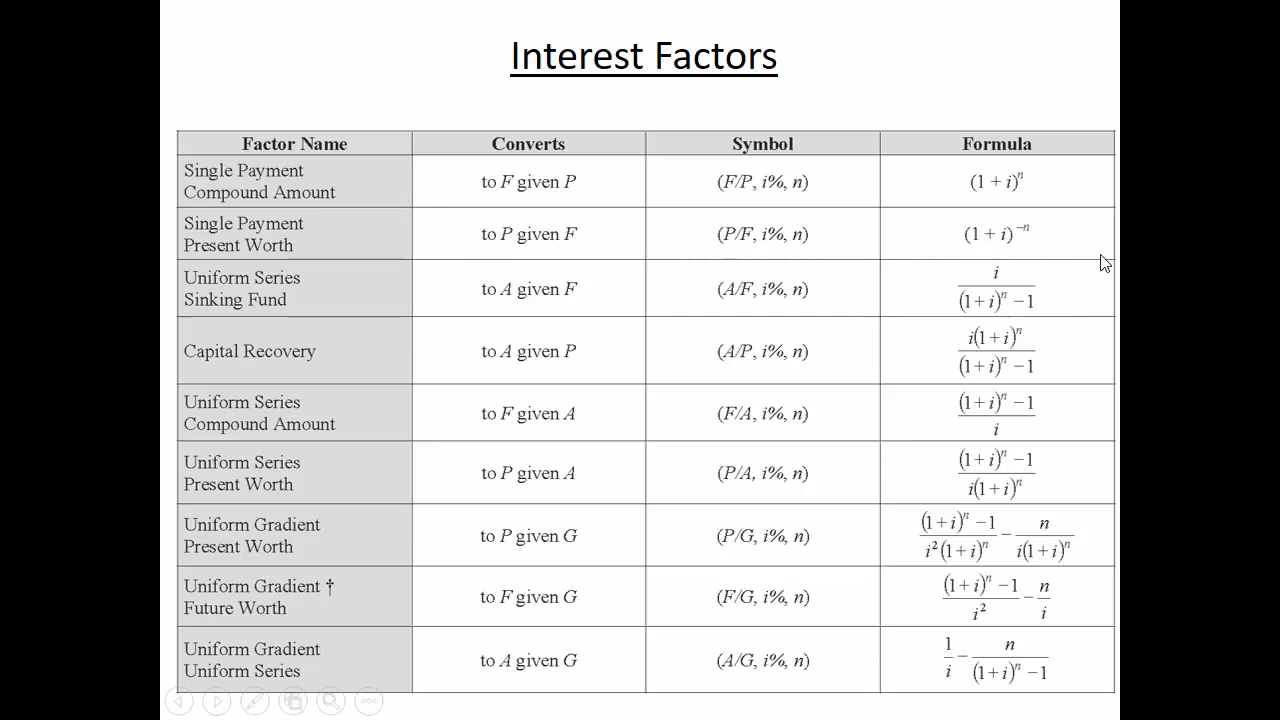 Interest Factors
Factor Name Converts Symbol Formula
Single Payment
Compound Amount
to F given P
(F/P, i%, n)
(1 + i)^n
Single Payment
Present Worth
to P given F
(P/F, i%, n)
(1 + i)^−n
Uniform Series
Sinking Fund
to A given F
(A/F, i%, n)
i
(1+i)^n −1
Capital Recovery
to A given P
(A/P, i%, n)
i(1+i)^n
(1+i)^n −1
Uniform Series
Compound Amount
to F given A
(F/A, i%, n)
(1+i)^n −1
i
Uniform Series
Present Worth
to P given A
(P/A, i%, n)
(1+i)^n −1
i(1+i)^n
Uniform Gradient
Present Worth
to P given G
(P/G, i%, n)
(1+i)^n −1 − n
i²(1+i)^n i(1+i)^n
Uniform Gradient †
Future Worth
to F given G
(F/G, i%, n)
(1+i)^n −1 − n
i² i
Uniform Gradient
Uniform Series
to A given G
(A/G, i%, n)
1 − n
i (1+i)^n −1